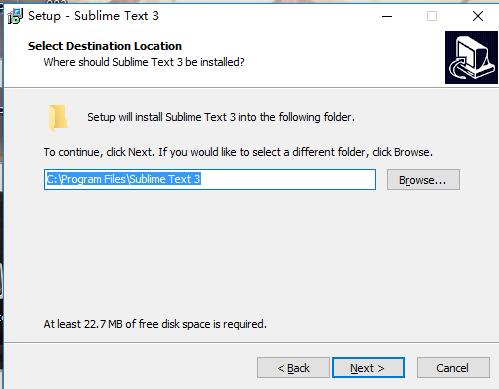 Setup - Sublime Text 3
Select Destination Location
Where should Sublime Text 3 be installed?
Setup will install Sublime Text 3 into the following folder.
To continue, click Next. If you would like to select a different folder, click Browse.
C:\Program Files\Sublime Text 3
Browse...
At least 22.7 MB of free disk space is required.
< Back
Next >
Cancel